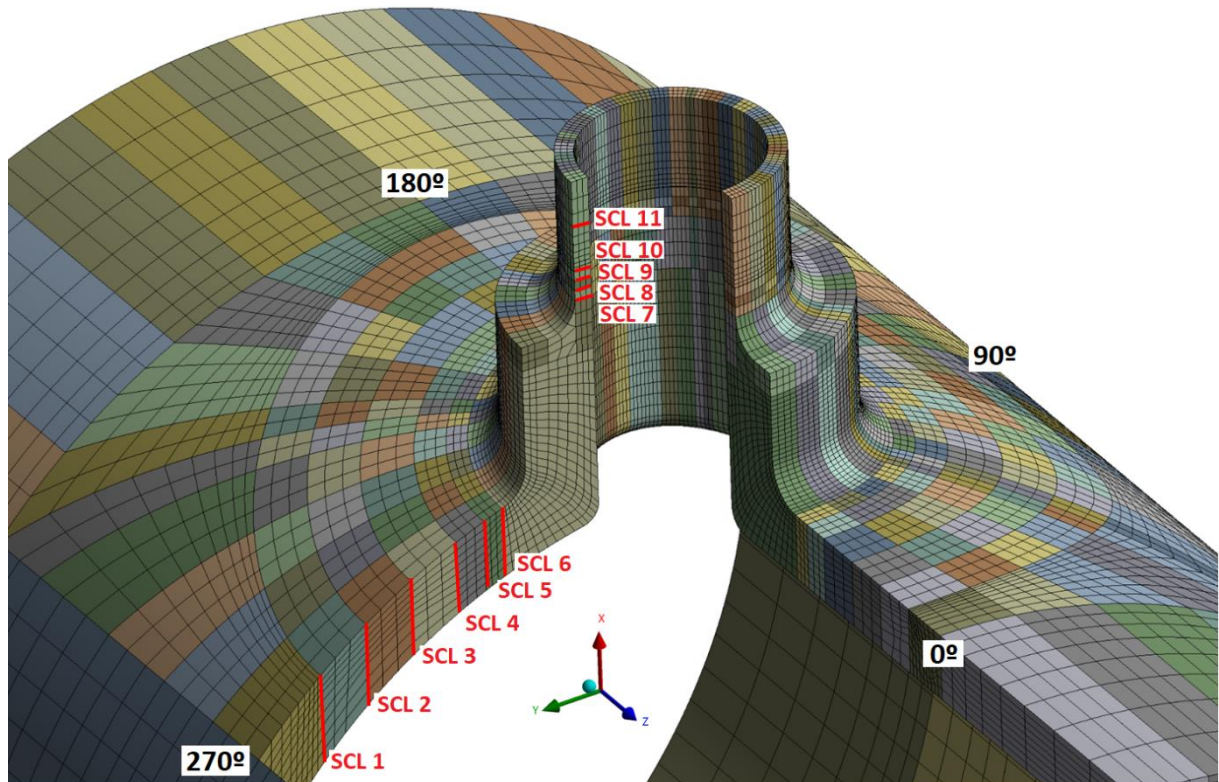 180º
SCL 11
SCL 10
SCL 9
SCL 8
SCL 7
90º
SCL 6
SCL 5
SCL 4
0º
SCL 3
SCL 2
270º
SCL 1
X
Y
Z